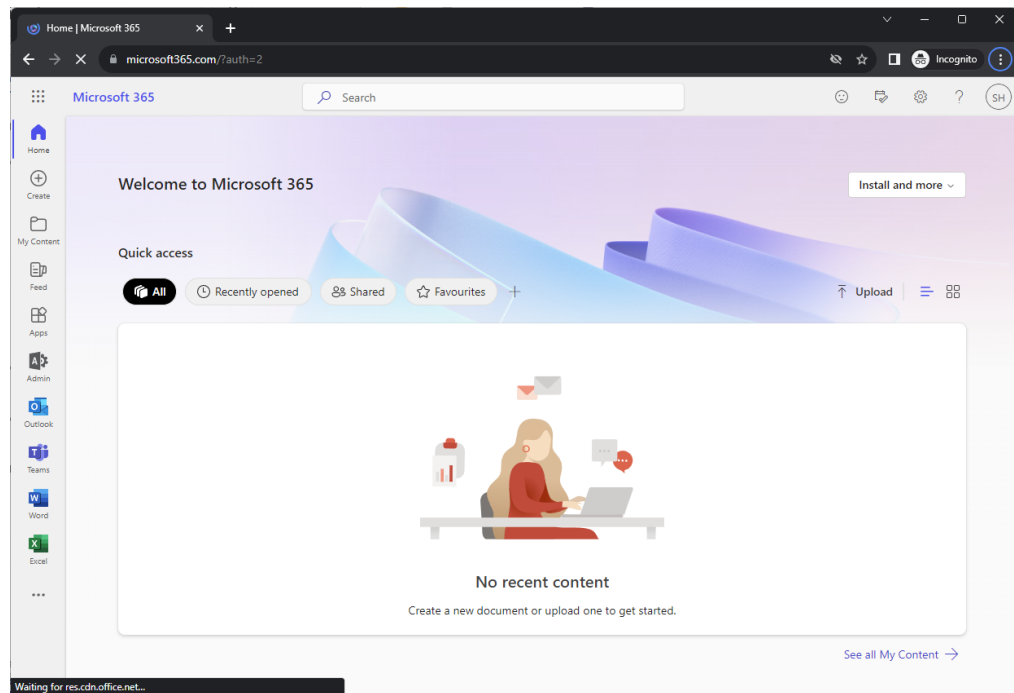 Home | Microsoft 365
microsoft365.com/?auth=2
Incognito
Microsoft 365
Search
SH
Home
Create
My Content
Feed
Apps
Admin
Outlook
Teams
Word
Excel
Welcome to Microsoft 365
Install and more
Quick access
All
Recently opened
Shared
Favourites
Upload
No recent content
Create a new document or upload one to get started.
See all My Content
Waiting for res.cdn.office.net...